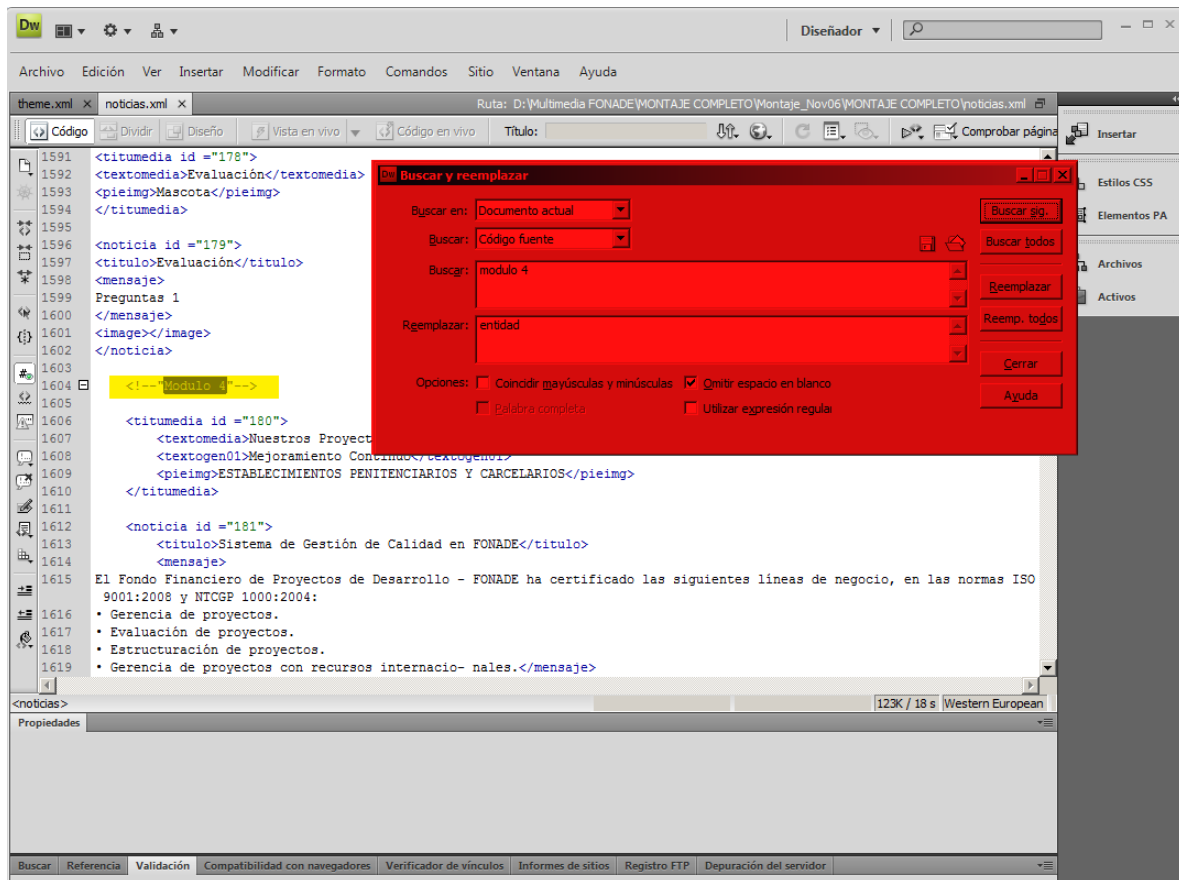 Dw
Diseñador
Archivo Edición Ver Insertar Modificar Formato Comandos Sitio Ventana Ayuda
theme.xml noticias.xml Ruta: D:\Multimedia FONADE\MONTAJE COMPLETO\Montaje_Nov06\MONTAJE COMPLETO\noticias.xml
Código Dividir Diseño Vista en vivo Código en vivo Título: Comprobar página
Insertar
Estilos CSS
Elementos PA
Archivos
Activos
1591 <titumedia id ="178">
1592 <textomedia>Evaluación</textomedia>
1593 <pieimg>Mascota</pieimg>
1594 </titumedia>
1595
1596 <noticia id ="179">
1597 <titulo>Evaluación</titulo>
1598 <mensaje>
1599 Preguntas 1
1600 </mensaje>
1601 <image></image>
1602 </noticia>
1603
1604 <!--"Modulo 4"-->
1605
1606 <titumedia id ="180">
1607 <textomedia>Nuestros Proyect
1608 <textogen01>Mejoramiento Continuo</textogen01>
1609 <pieimg>ESTABLECIMIENTOS PENITENCIARIOS Y CARCELARIOS</pieimg>
1610 </titumedia>
1611
1612 <noticia id ="181">
1613 <titulo>Sistema de Gestión de Calidad en FONADE</titulo>
1614 <mensaje>
1615 El Fondo Financiero de Proyectos de Desarrollo - FONADE ha certificado las siguientes líneas de negocio, en las normas ISO
9001:2008 y NTCGP 1000:2004:
1616 • Gerencia de proyectos.
1617 • Evaluación de proyectos.
1618 • Estructuración de proyectos.
1619 • Gerencia de proyectos con recursos internacio- nales.</mensaje>
Dw Buscar y reemplazar
Buscar en: Documento actual Buscar sig.
Buscar: Código fuente Buscar todos
Buscar: modulo 4
Reemplazar
Reemplazar: entidad Reemp. todos
Cerrar
Opciones: Coincidir mayúsculas y minúsculas Omitir espacio en blanco
Ayuda
Palabra completa Utilizar expresión regular
<noticias> 123K / 18 s Western European
Propiedades
Buscar Referencia Validación Compatibilidad con navegadores Verificador de vínculos Informes de sitios Registro FTP Depuración del servidor